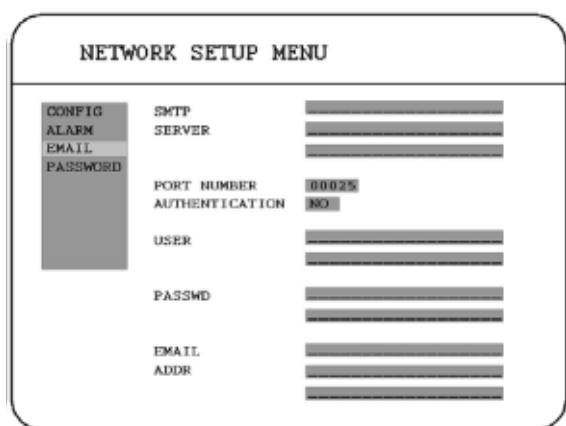 NETWORK SETUP MENU
CONFIG
ALARM
EMAIL
PASSWORD
SMTP
SERVER
PORT NUMBER 00025
AUTHENTICATION NO
USER
PASSWD
EMAIL
ADDR